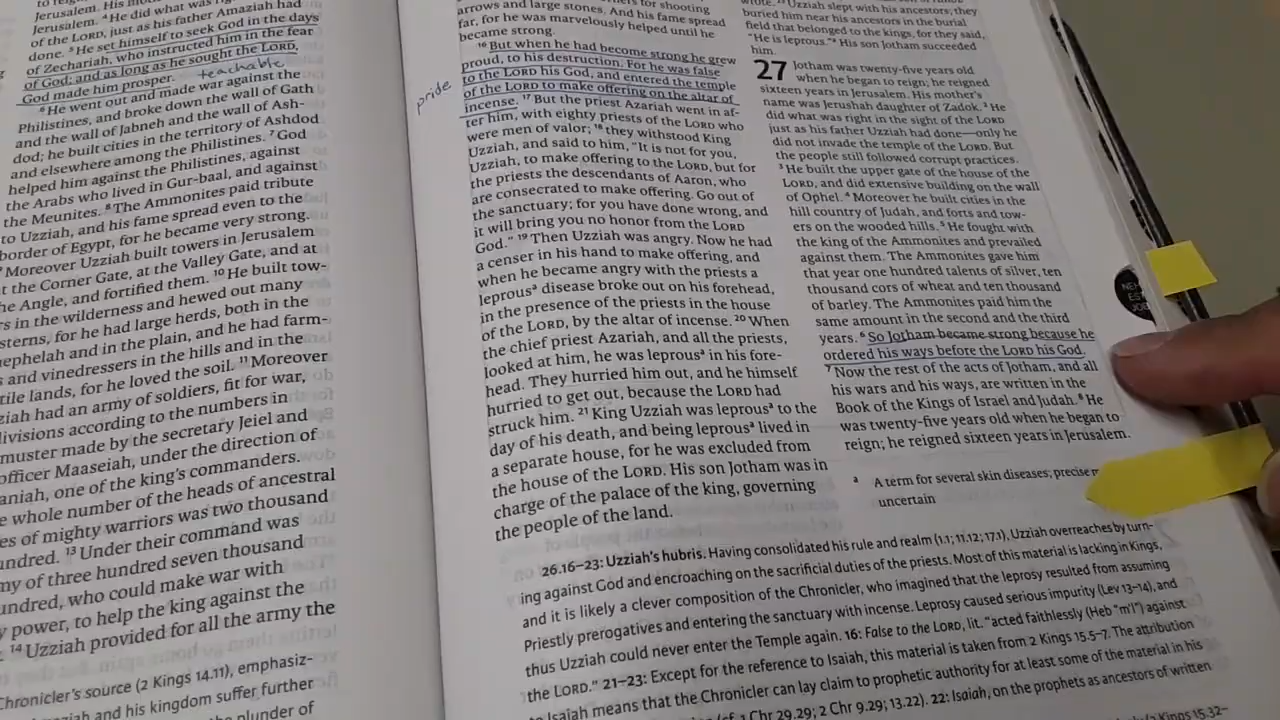 to reign
Jerusalem. ⁴He did what was
of the LORD, just as his father Amaziah had
done. ⁵He set himself to seek God in the days
of Zechariah, who instructed him in the fear
of God; and as long as he sought the LORD,
God made him prosper. teachable
⁶He went out and made war against the
Philistines, and broke down the wall of Gath
and the wall of Jabneh and the wall of Ash-
dod; he built cities in the territory of Ashdod
and elsewhere among the Philistines. ⁷God
helped him against the Philistines, against
the Arabs who lived in Gur-baal, and against
the Meunites. ⁸The Ammonites paid tribute
to Uzziah, and his fame spread even to the
border of Egypt, for he became very strong.
Moreover Uzziah built towers in Jerusalem
at the Corner Gate, at the Valley Gate, and at
the Angle, and fortified them. ¹⁰He built tow-
in the wilderness and hewed out many
for he had large herds, both in the
and in the plain, and he had farm-
and vinedressers in the hills and in the
lands, for he loved the soil. ¹¹Moreover
had an army of soldiers, fit for war,
divisions according to the numbers in
muster made by the secretary Jeiel and
officer Maaseiah, under the direction of
one of the king's commanders.
whole number of the heads of ancestral
of mighty warriors was two thousand
¹³Under their command was
of three hundred seven thousand
who could make war with
power, to help the king against the
¹⁴Uzziah provided for all the army the
Chronicler's source (2 Kings 14.11), emphasiz-
and his kingdom suffer further
plunder of
for shooting
arrows and large stones. And his fame spread
far, for he was marvelously helped until he
became strong.
pride
¹⁶But when he had become strong he grew
proud, to his destruction. For he was false
to the LORD his God, and entered the temple
of the LORD to make offering on the altar of
incense. ¹⁷But the priest Azariah went in af-
ter him, with eighty priests of the LORD who
were men of valor; ¹⁸they withstood King
Uzziah, and said to him, "It is not for you,
Uzziah, to make offering to the LORD, but for
the priests the descendants of Aaron, who
are consecrated to make offering. Go out of
the sanctuary; for you have done wrong, and
it will bring you no honor from the LORD
God." ¹⁹Then Uzziah was angry. Now he had
a censer in his hand to make offering, and
when he became angry with the priests a
leprousª disease broke out on his forehead,
in the presence of the priests in the house
of the LORD, by the altar of incense. ²⁰When
the chief priest Azariah, and all the priests,
looked at him, he was leprousª in his fore-
head. They hurried him out, and he himself
hurried to get out, because the LORD had
struck him. ²¹King Uzziah was leprousª to the
day of his death, and being leprousª lived in
a separate house, for he was excluded from
the house of the LORD. His son Jotham was in
charge of the palace of the king, governing
the people of the land.
Uzziah slept with his ancestors; they
buried him near his ancestors in the burial
field that belonged to the kings, for they said,
"He is leprous."ª His son Jotham succeeded
him.
27 Jotham was twenty-five years old
when he began to reign; he reigned
sixteen years in Jerusalem. His mother's
name was Jerushah daughter of Zadok. ²He
did what was right in the sight of the LORD
just as his father Uzziah had done—only he
did not invade the temple of the LORD. But
the people still followed corrupt practices.
³He built the upper gate of the house of the
LORD, and did extensive building on the wall
of Ophel. ⁴Moreover he built cities in the
hill country of Judah, and forts and tow-
ers on the wooded hills. ⁵He fought with
the king of the Ammonites and prevailed
against them. The Ammonites gave him
that year one hundred talents of silver, ten
thousand cors of wheat and ten thousand
of barley. The Ammonites paid him the
same amount in the second and the third
years. ⁶So Jotham became strong because he
ordered his ways before the LORD his God.
⁷Now the rest of the acts of Jotham, and all
his wars and his ways, are written in the
Book of the Kings of Israel and Judah. ⁸He
was twenty-five years old when he began to
reign; he reigned sixteen years in Jerusalem.
ª A term for several skin diseases; precise
uncertain
26.16–23: Uzziah's hubris. Having consolidated his rule and realm (1.1; 11.12; 17.1), Uzziah overreaches by turn-
ing against God and encroaching on the sacrificial duties of the priests. Most of this material is lacking in Kings,
and it is likely a clever composition of the Chronicler, who imagined that the leprosy resulted from assuming
Priestly prerogatives and entering the sanctuary with incense. Leprosy caused serious impurity (Lev 13–14), and
thus Uzziah could never enter the Temple again. 16: False to the LORD, lit. "acted faithlessly (Heb "m'l") against
the LORD." 21–23: Except for the reference to Isaiah, this material is taken from 2 Kings 15.5–7. The attribution
to Isaiah means that the Chronicler can lay claim to prophetic authority for at least some of the material in his
(cf. 1 Chr 29.29; 2 Chr 9.29; 13.22). 22: Isaiah, on the prophets as ancestors of written
Kings 15.32–
NEH
ES
JOB